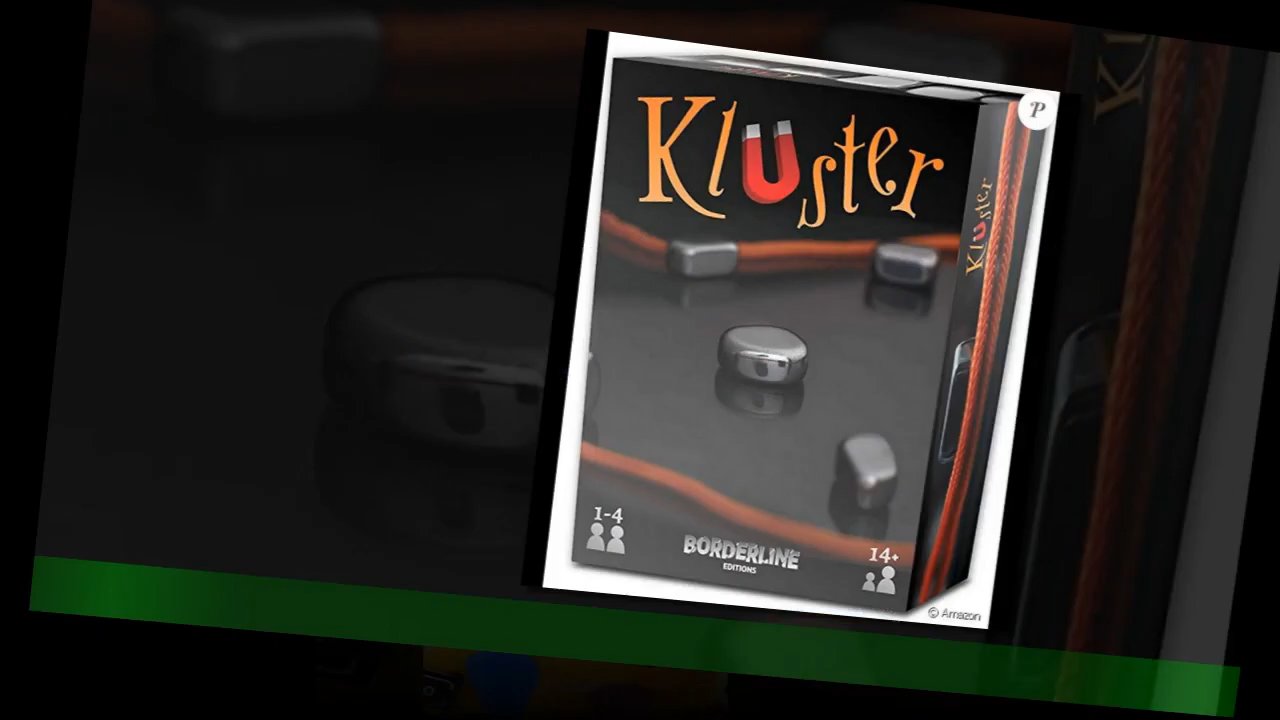 Kluster
Kluster
1-4
BORDERLINE
EDITIONS
14+
P
© Amazon